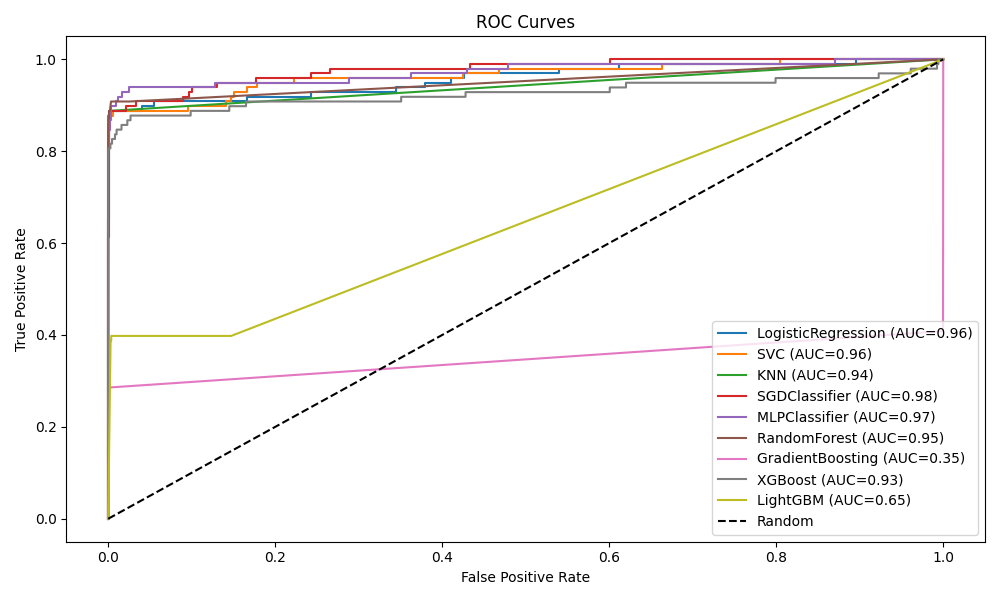 ROC Curves
True Positive Rate
1.0
0.8
0.6
0.4
0.2
0.0
LogisticRegression (AUC=0.96)
SVC (AUC=0.96)
KNN (AUC=0.94)
SGDClassifier (AUC=0.98)
MLPClassifier (AUC=0.97)
RandomForest (AUC=0.95)
GradientBoosting (AUC=0.35)
XGBoost (AUC=0.93)
LightGBM (AUC=0.65)
Random
0.0 0.2 0.4 0.6 0.8 1.0
False Positive Rate